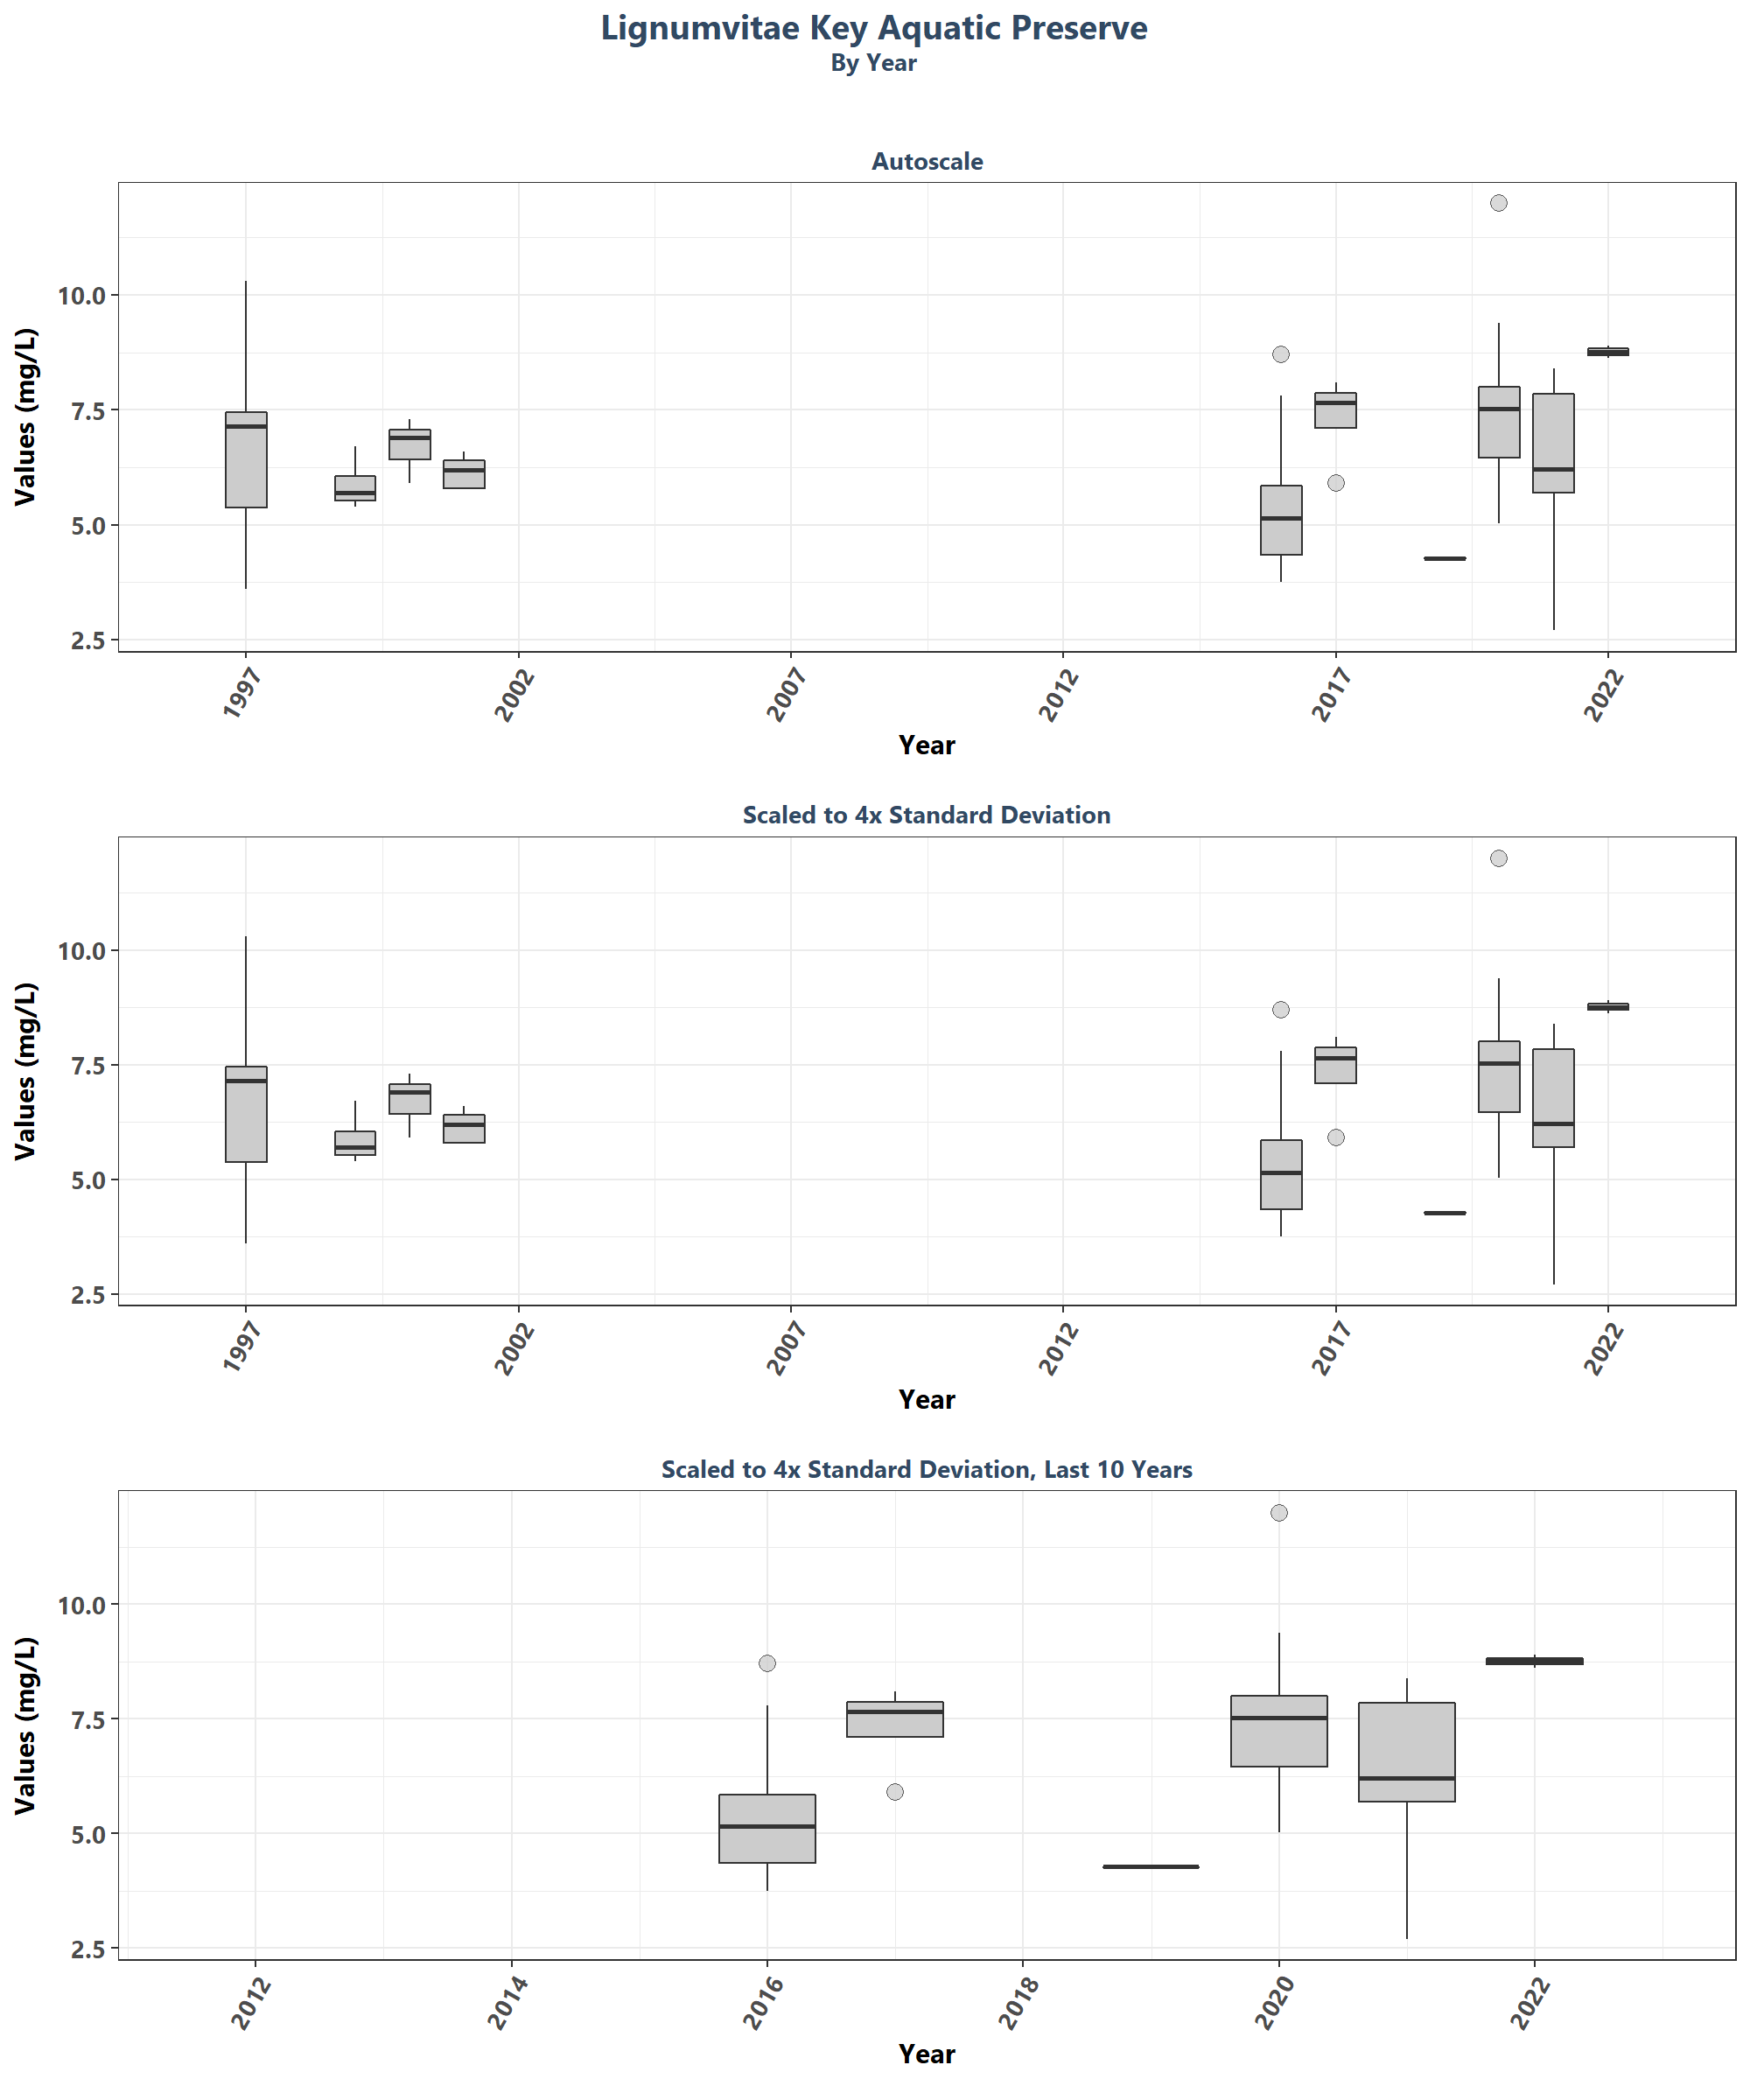 Lignumvitae Key Aquatic Preserve
By Year
Autoscale
Values (mg/L)
10.0
7.5
5.0
2.5
1997 2002 2007 2012 2017 2022
Year
Scaled to 4x Standard Deviation
Values (mg/L)
10.0
7.5
5.0
2.5
1997 2002 2007 2012 2017 2022
Year
Scaled to 4x Standard Deviation, Last 10 Years
Values (mg/L)
10.0
7.5
5.0
2.5
2012 2014 2016 2018 2020 2022
Year